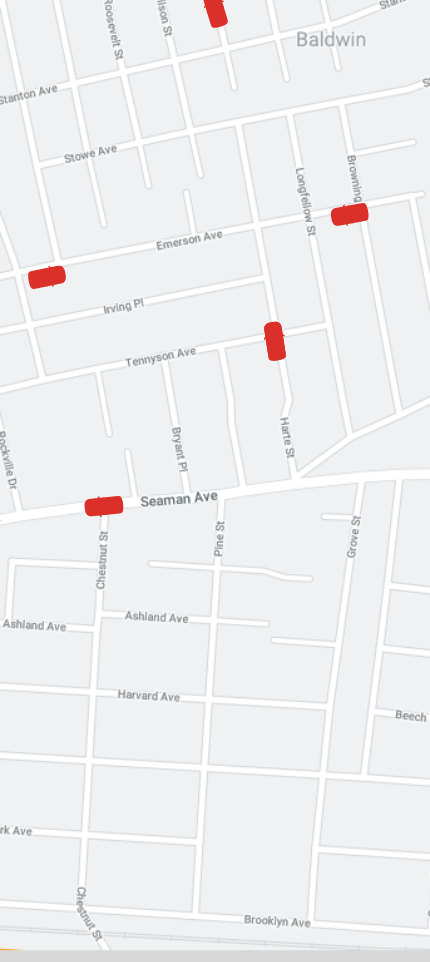 Roosevelt St
Baldwin
Stanton Ave
Stowe Ave
Browning
Longfellow St
Emerson Ave
Irving Pl
Tennyson Ave
Rockville Dr
Bryant Pl
Harte St
Seaman Ave
Chestnut St
Pine St
Grove St
Ashland Ave
Ashland Ave
Harvard Ave
Beech
rk Ave
Chestnut St
Brooklyn Ave